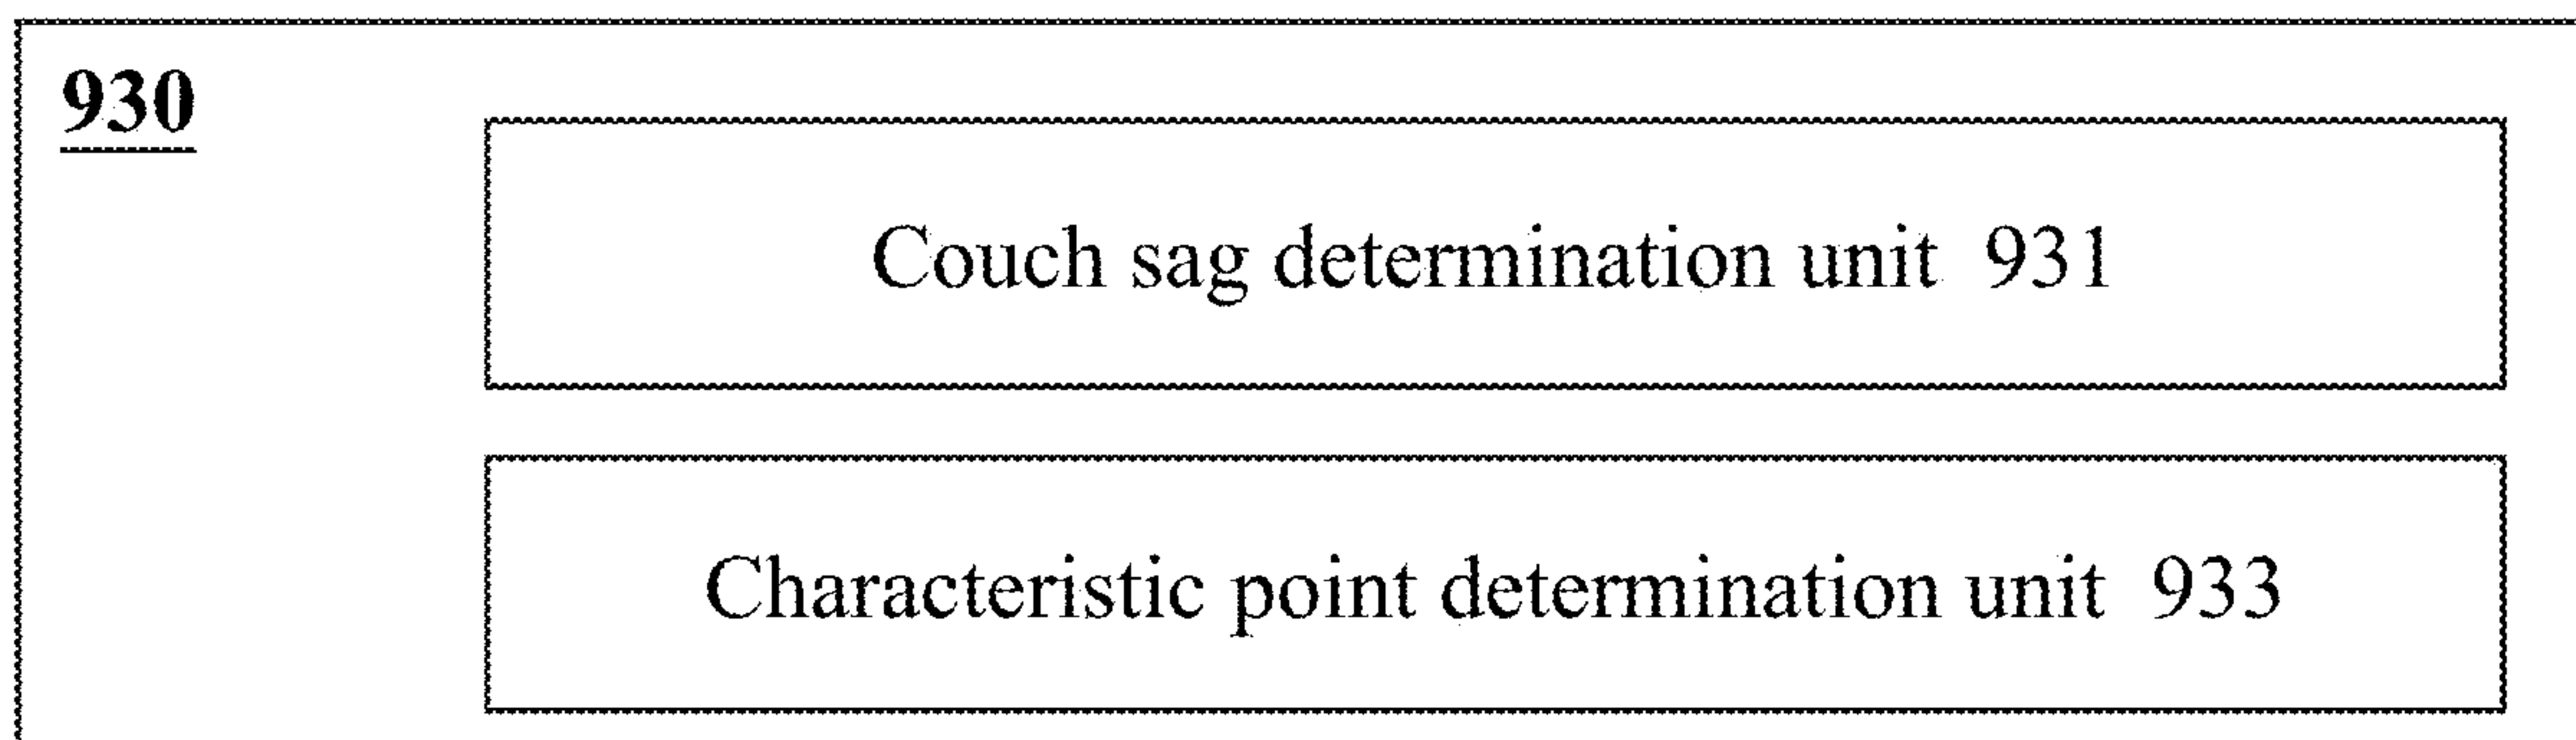 930
Couch sag determination unit 931
Characteristic point determination unit 933